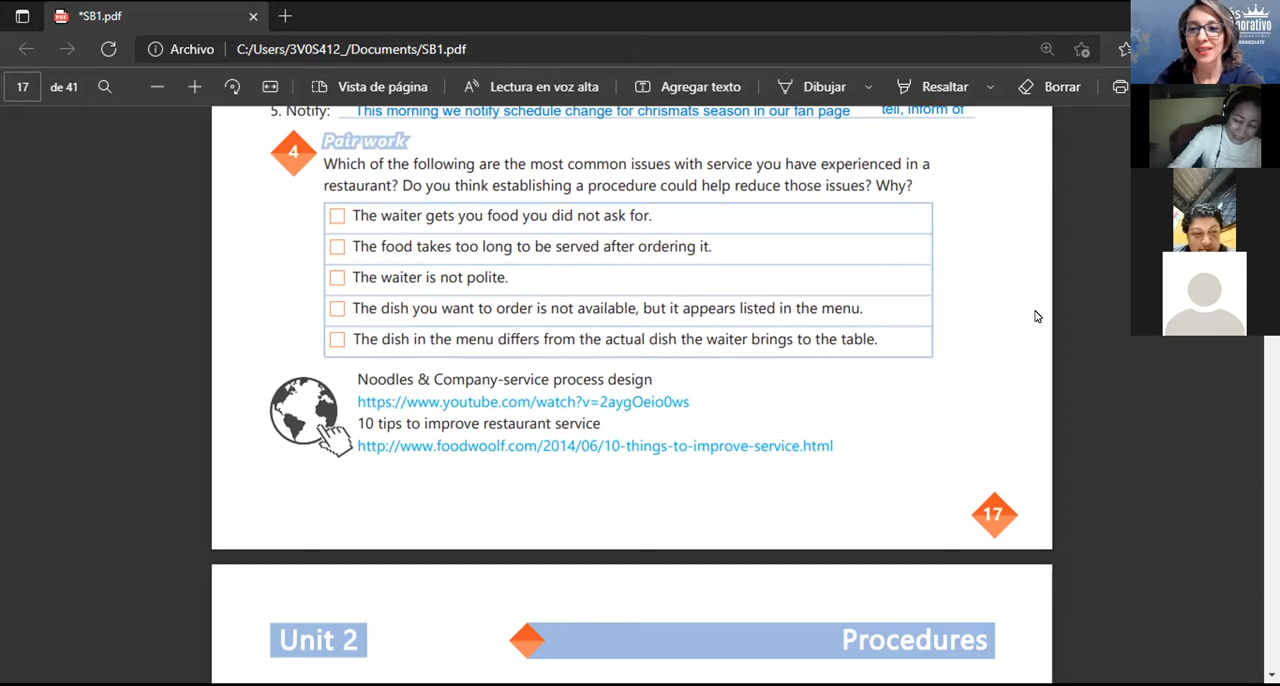 *SB1.pdf
Archivo
C:/Users/3V0S412_/Documents/SB1.pdf
17
de 41
Vista de página
Lectura en voz alta
Agregar texto
Dibujar
Resaltar
Borrar
5. Notify: This morning we notify schedule change for chrismats season in our fan page tell, inform of
4
Pair work
Which of the following are the most common issues with service you have experienced in a
restaurant? Do you think establishing a procedure could help reduce those issues? Why?
The waiter gets you food you did not ask for.
The food takes too long to be served after ordering it.
The waiter is not polite.
The dish you want to order is not available, but it appears listed in the menu.
The dish in the menu differs from the actual dish the waiter brings to the table.
Noodles & Company-service process design
https://www.youtube.com/watch?v=2aygOeio0ws
10 tips to improve restaurant service
http://www.foodwoolf.com/2014/06/10-things-to-improve-service.html
17
Unit 2
Procedures